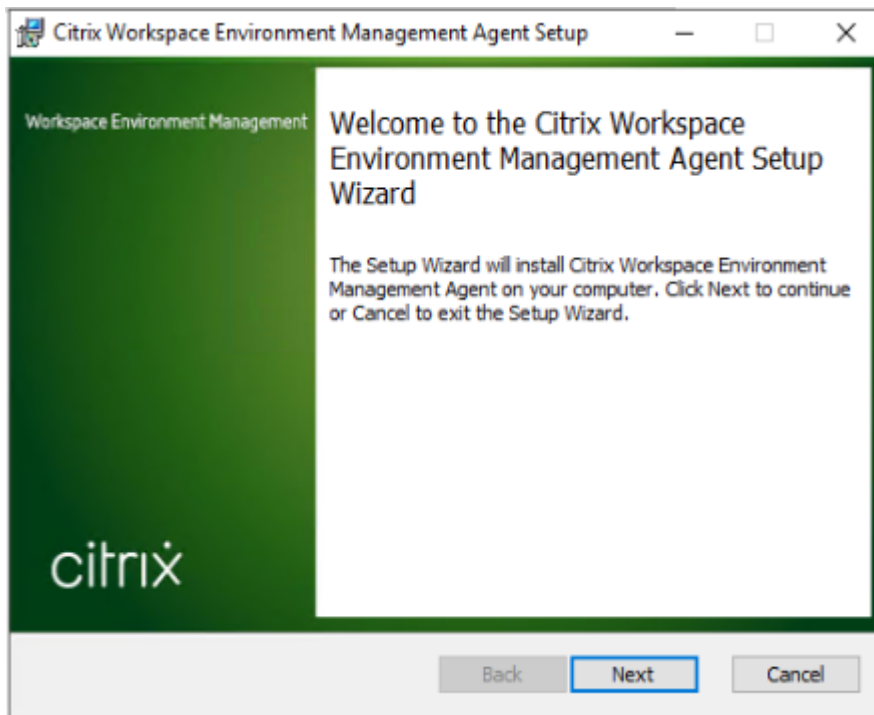 Citrix Workspace Environment Management Agent Setup
Workspace Environment Management
Welcome to the Citrix Workspace
Environment Management Agent Setup
Wizard
The Setup Wizard will install Citrix Workspace Environment
Management Agent on your computer. Click Next to continue
or Cancel to exit the Setup Wizard.
citrix
Back
Next
Cancel